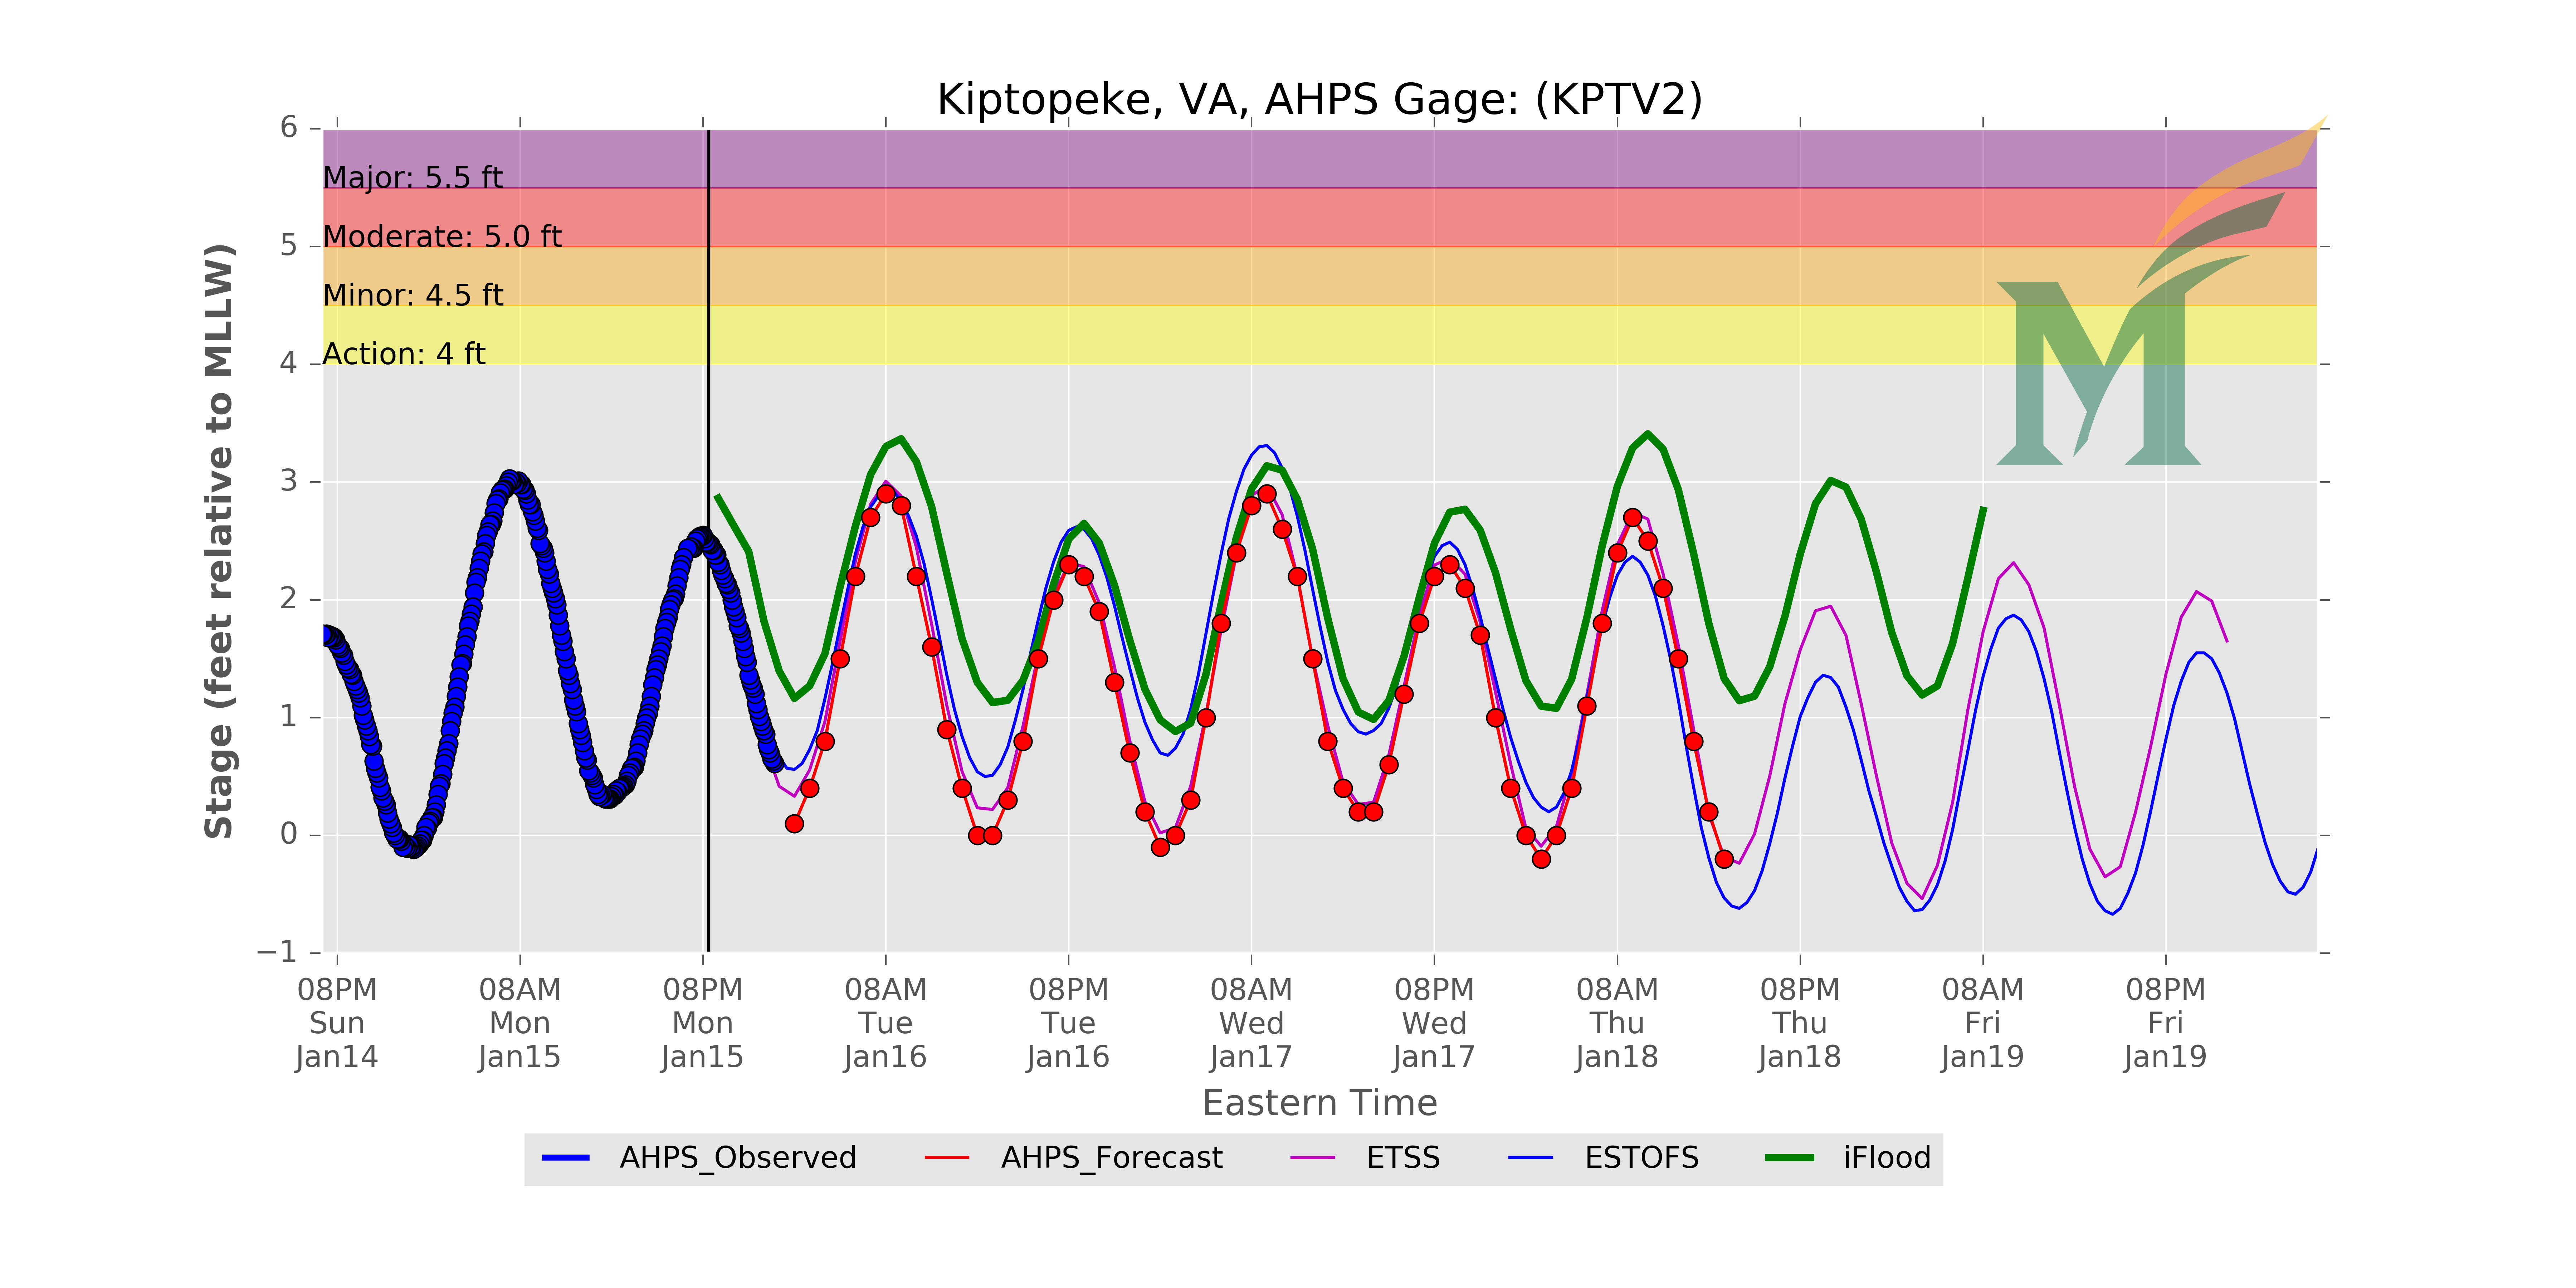 Kiptopeke, VA, AHPS Gage: (KPTV2)
Stage (feet relative to MLLW)
6
5
4
3
2
1
0
−1
Major: 5.5 ft
Moderate: 5.0 ft
Minor: 4.5 ft
Action: 4 ft
M
08PM Sun Jan14
08AM Mon Jan15
08PM Mon Jan15
08AM Tue Jan16
08PM Tue Jan16
08AM Wed Jan17
08PM Wed Jan17
08AM Thu Jan18
08PM Thu Jan18
08AM Fri Jan19
08PM Fri Jan19
Eastern Time
AHPS_Observed AHPS_Forecast ETSS ESTOFS iFlood